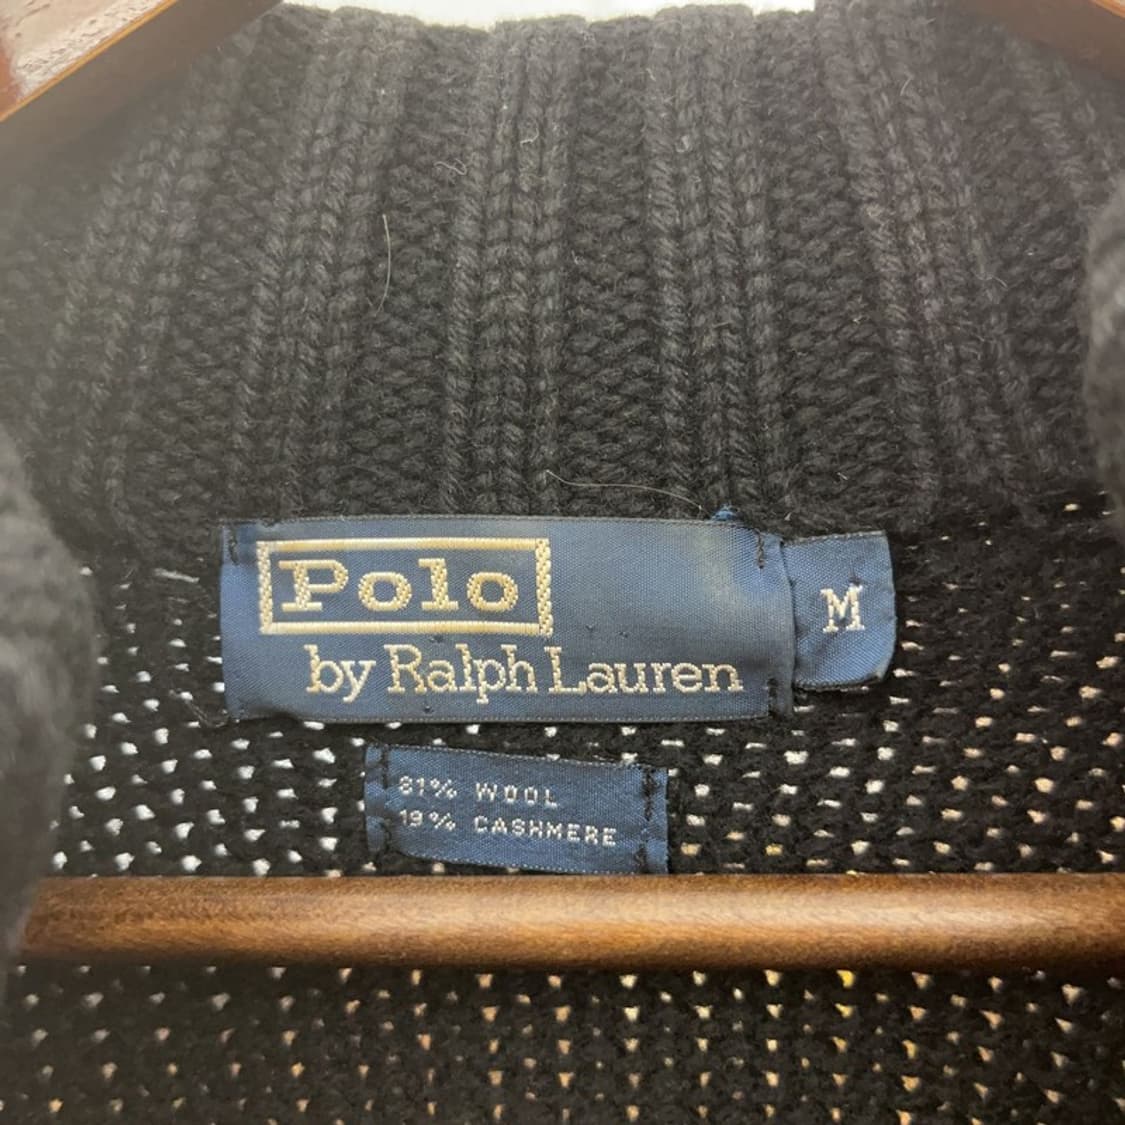 Polo
by Ralph Lauren
M
81% WOOL
19% CASHMERE